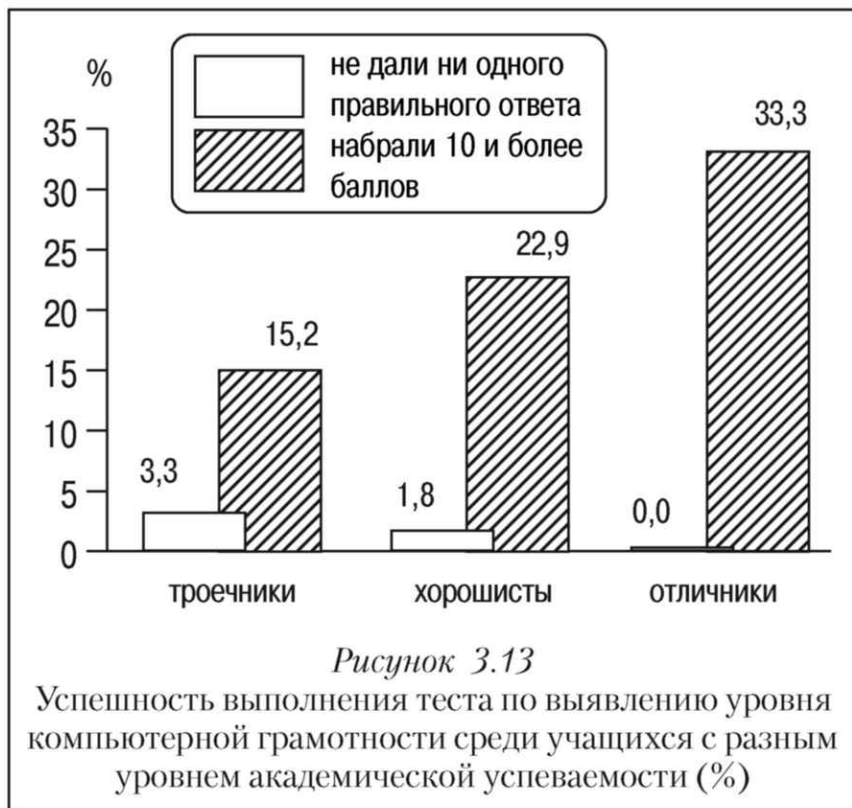 %
не дали ни одного
правильного ответа
набрали 10 и более
баллов
35
30
25
20
15
10
5
0
3,3
15,2
1,8
22,9
0,0
33,3
троечники
хорошисты
отличники
Рисунок 3.13
Успешность выполнения теста по выявлению уровня
компьютерной грамотности среди учащихся с разным
уровнем академической успеваемости (%)